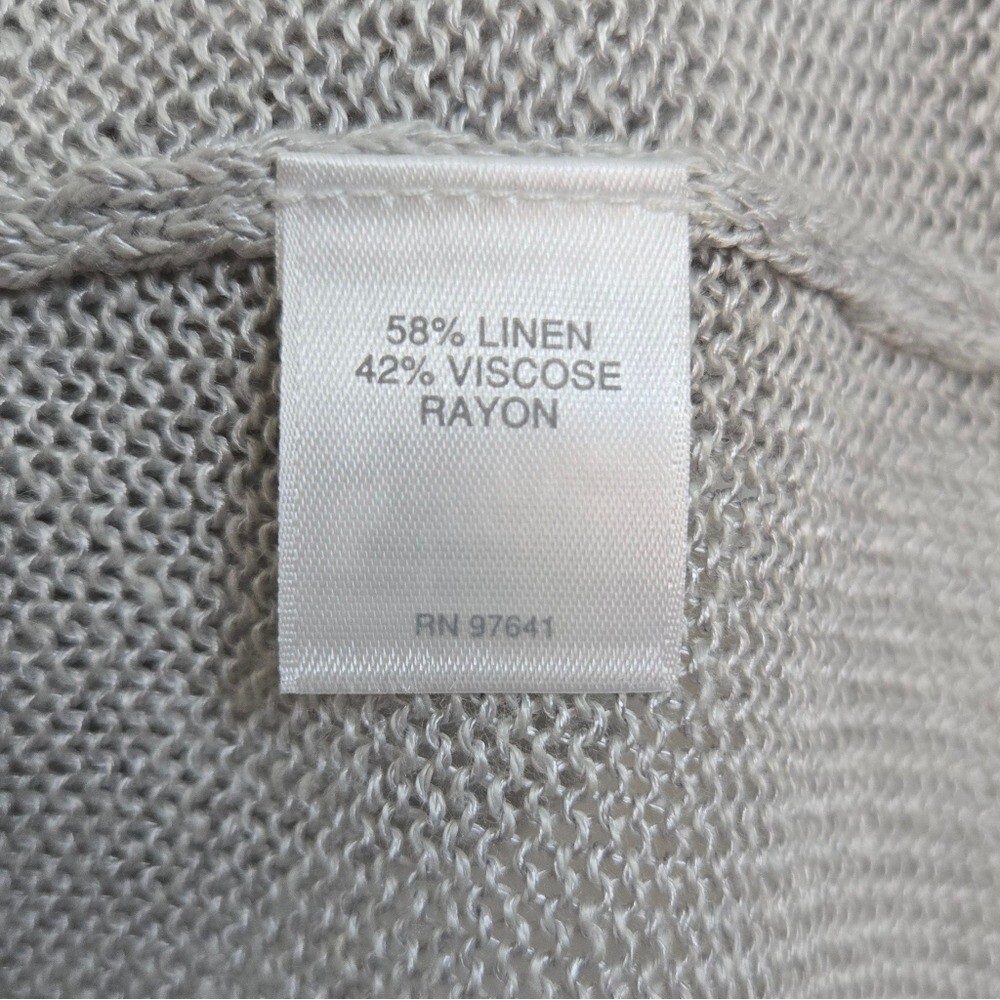 58% LINEN
42% VISCOSE
RAYON
RN 97641